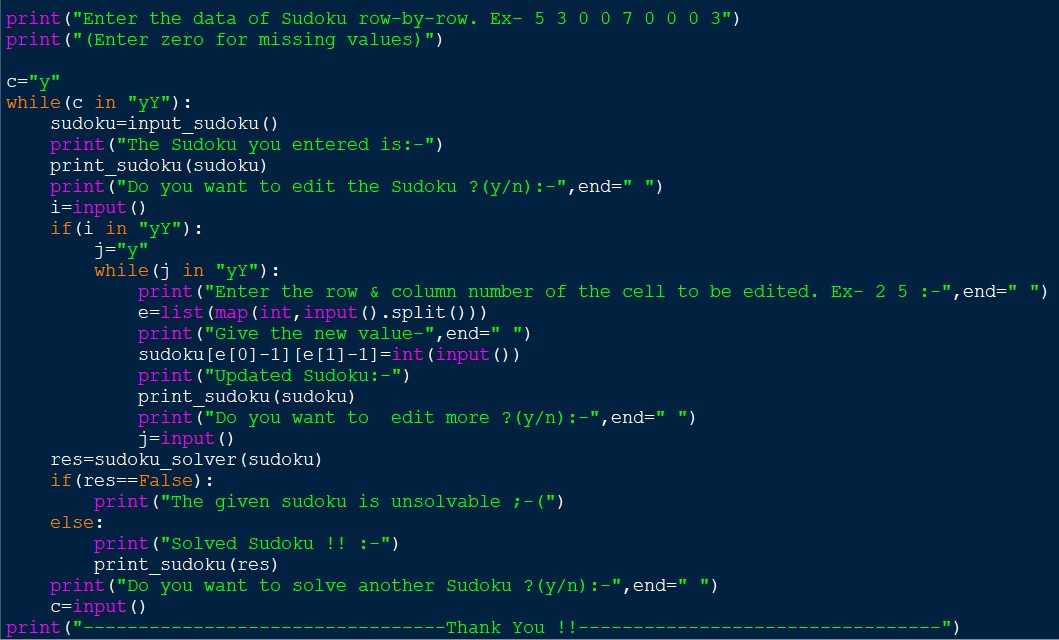 print("Enter the data of Sudoku row-by-row. Ex- 5 3 0 0 7 0 0 0 3")
print("(Enter zero for missing values)")

c="y"
while(c in "yY"):
    sudoku=input_sudoku()
    print("The Sudoku you entered is:-")
    print_sudoku(sudoku)
    print("Do you want to edit the Sudoku ?(y/n):-",end=" ")
    i=input()
    if(i in "yY"):
        j="y"
        while(j in "yY"):
            print("Enter the row & column number of the cell to be edited. Ex- 2 5 :-",end=" ")
            e=list(map(int,input().split()))
            print("Give the new value-",end=" ")
            sudoku[e[0]-1][e[1]-1]=int(input())
            print("Updated Sudoku:-")
            print_sudoku(sudoku)
            print("Do you want to  edit more ?(y/n):-",end=" ")
            j=input()
    res=sudoku_solver(sudoku)
    if(res==False):
        print("The given sudoku is unsolvable ;-(")
    else:
        print("Solved Sudoku !! :-")
        print_sudoku(res)
    print("Do you want to solve another Sudoku ?(y/n):-",end=" ")
    c=input()
print("---------------------------------Thank You !!---------------------------------")